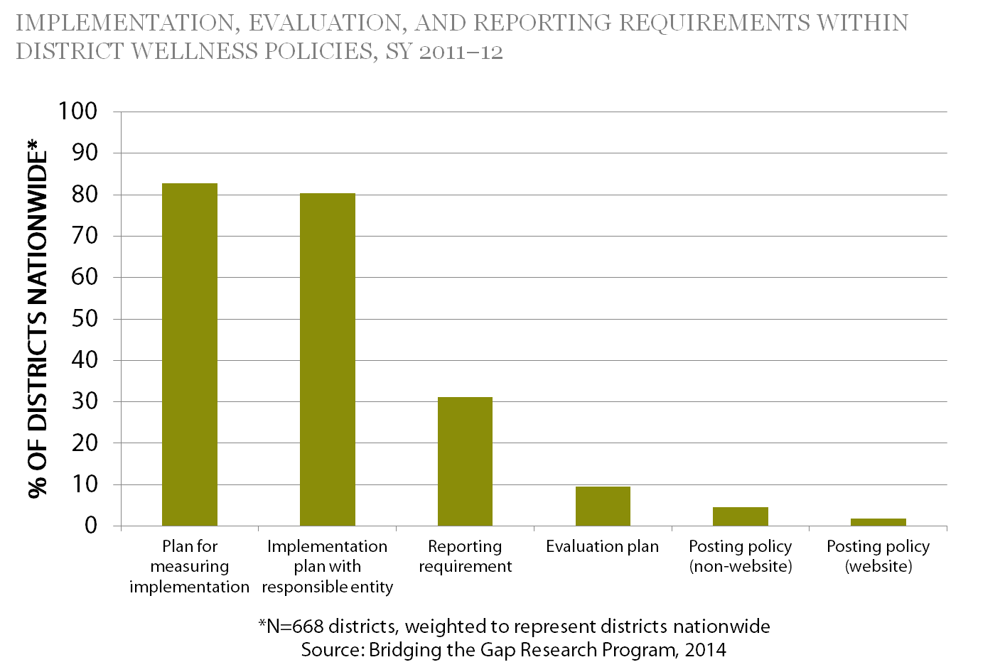 IMPLEMENTATION, EVALUATION, AND REPORTING REQUIREMENTS WITHIN
DISTRICT WELLNESS POLICIES, SY 2011–12
% OF DISTRICTS NATIONWIDE*
100
90
80
70
60
50
40
30
20
10
0
Plan for
measuring
implementation
Implementation
plan with
responsible entity
Reporting
requirement
Evaluation plan
Posting policy
(non-website)
Posting policy
(website)
*N=668 districts, weighted to represent districts nationwide
Source: Bridging the Gap Research Program, 2014